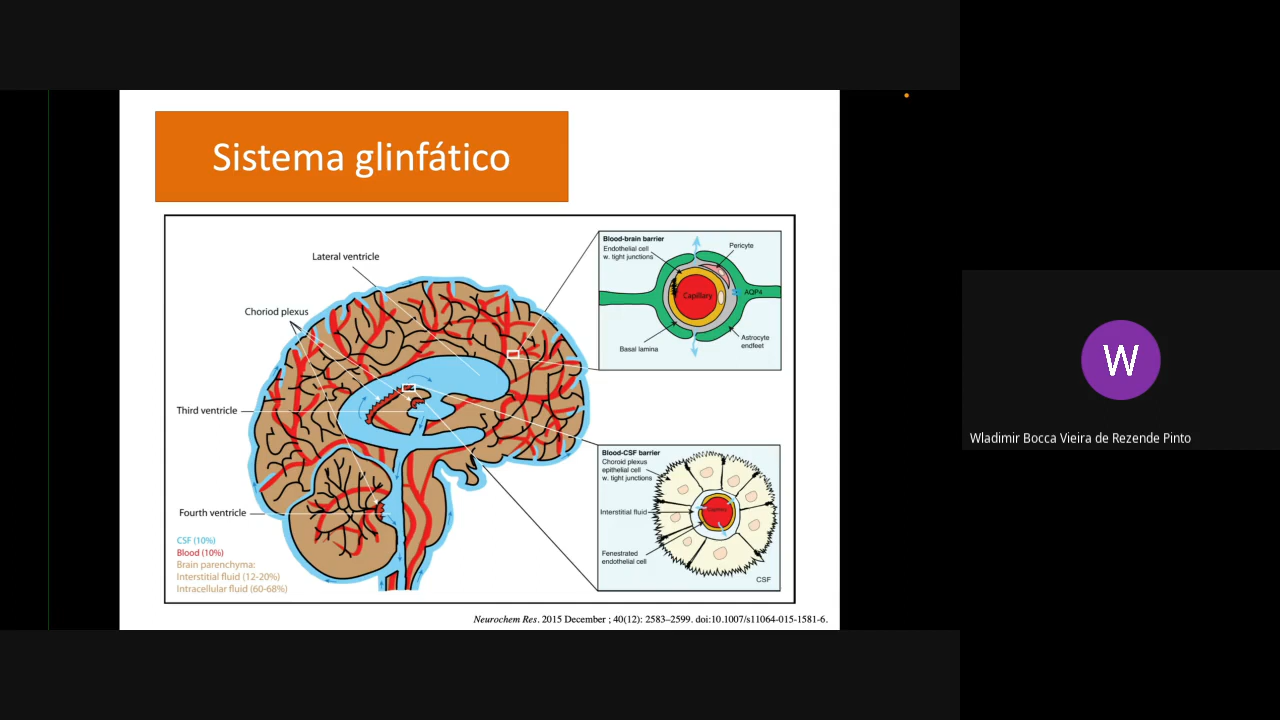 Sistema glinfático
Lateral ventricle
Choriod plexus
Third ventricle
Fourth ventricle
CSF (10%)
Blood (10%)
Brain parenchyma:
Interstitial fluid (12-20%)
Intracellular fluid (60-68%)
Blood-brain barrier
Endothelial cell
w. tight junctions
Pericyte
Capillary
AQP4
Basal lamina
Astrocyte
endfeet
Blood-CSF barrier
Choroid plexus
epithelial cell
w. tight junctions
Interstitial fluid
Capillary
Fenestrated
endothelial cell
CSF
Neurochem Res. 2015 December ; 40(12): 2583–2599. doi:10.1007/s11064-015-1581-6.
W
Wladimir Bocca Vieira de Rezende Pinto